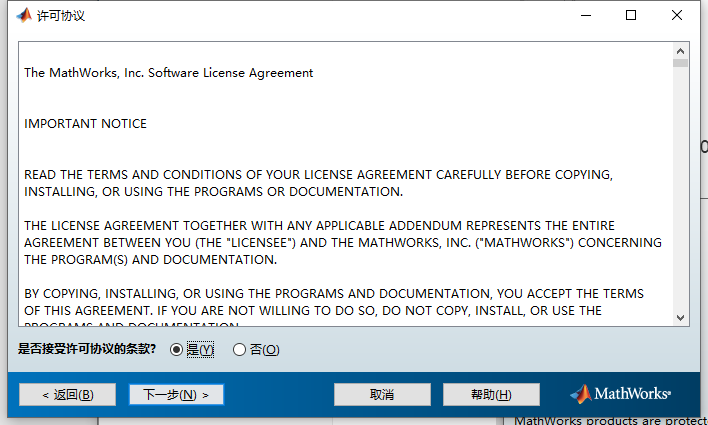 许可协议
The MathWorks, Inc. Software License Agreement
IMPORTANT NOTICE
READ THE TERMS AND CONDITIONS OF YOUR LICENSE AGREEMENT CAREFULLY BEFORE COPYING,
INSTALLING, OR USING THE PROGRAMS OR DOCUMENTATION.
THE LICENSE AGREEMENT TOGETHER WITH ANY APPLICABLE ADDENDUM REPRESENTS THE ENTIRE
AGREEMENT BETWEEN YOU (THE "LICENSEE") AND THE MATHWORKS, INC. ("MATHWORKS") CONCERNING
THE PROGRAM(S) AND DOCUMENTATION.
BY COPYING, INSTALLING, OR USING THE PROGRAMS AND DOCUMENTATION, YOU ACCEPT THE TERMS
OF THIS AGREEMENT. IF YOU ARE NOT WILLING TO DO SO, DO NOT COPY, INSTALL, OR USE THE
PROGRAMS AND DOCUMENTATION.
是否接受许可协议的条款? 是(Y) 否(O)
< 返回(B) 下一步(N) > 取消 帮助(H) MathWorks®
MathWorks products are protect